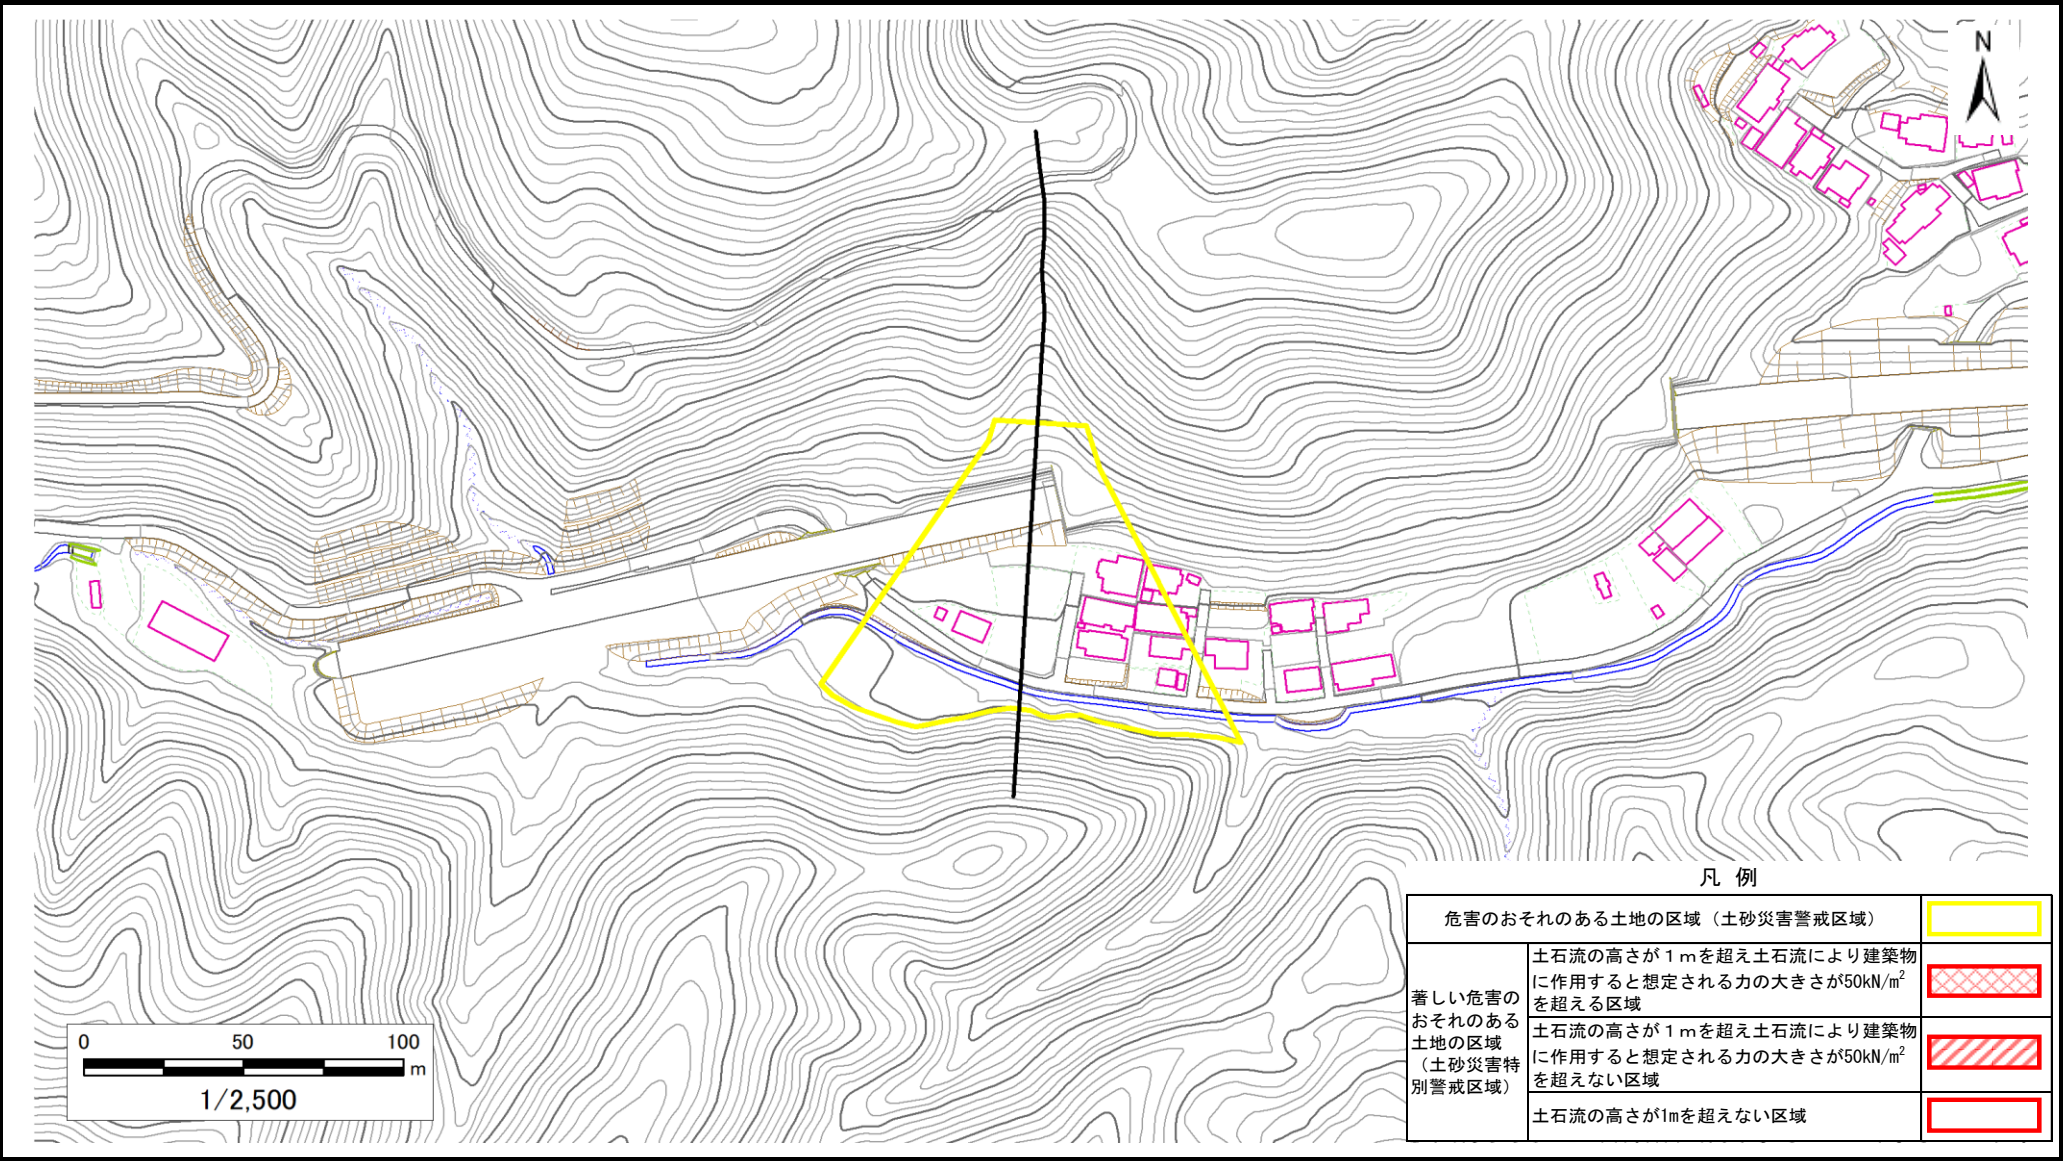 N
凡 例
危害のおそれのある土地の区域（土砂災害警戒区域）
著しい危害の
おそれのある
土地の区域
（土砂災害特
別警戒区域）
土石流の高さが１ｍを超え土石流により建築物
に作用すると想定される力の大きさが50kN/㎡
を超える区域
土石流の高さが１ｍを超え土石流により建築物
に作用すると想定される力の大きさが50kN/㎡
を超えない区域
土石流の高さが1mを超えない区域
0 50 100
m
1/2,500